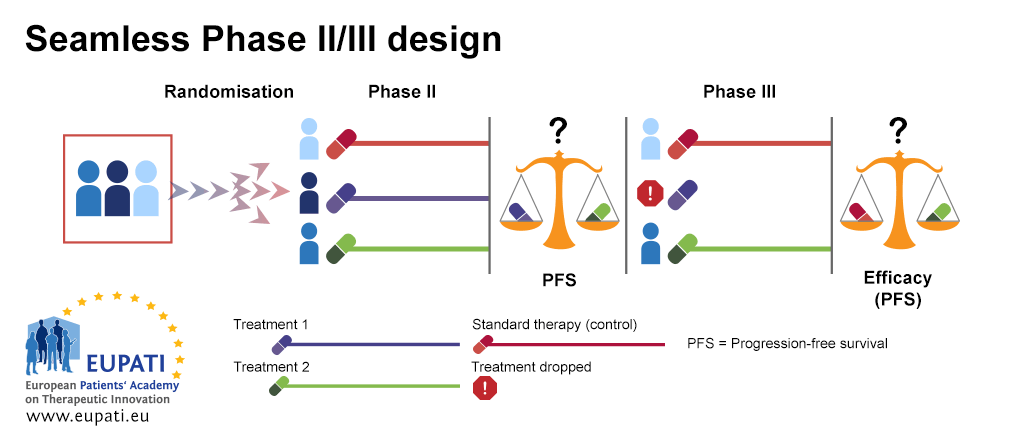 Seamless Phase II/III design
Randomisation
Phase II
Phase III
?
?
!
PFS
Efficacy
(PFS)
Treatment 1
Standard therapy (control)
PFS = Progression-free survival
Treatment 2
Treatment dropped
!
EUPATI
European Patients‘ Academy
on Therapeutic Innovation
www.eupati.eu